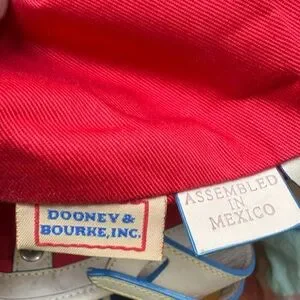 DOONEY &
BOURKE, INC.
ASSEMBLED
IN
MEXICO